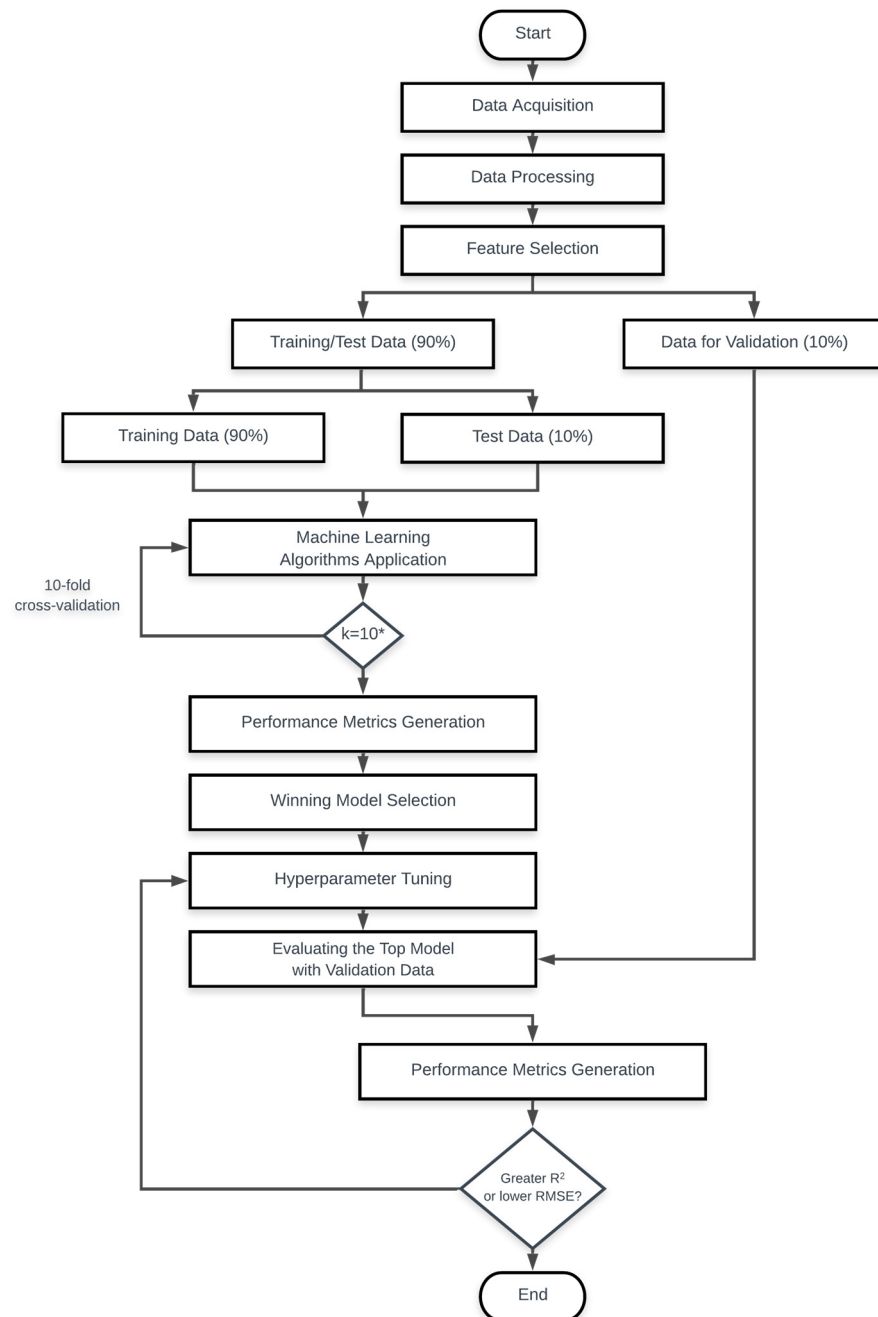 Start
Data Acquisition
Data Processing
Feature Selection
Training/Test Data (90%)
Data for Validation (10%)
Training Data (90%)
Test Data (10%)
Machine Learning
Algorithms Application
10-fold
cross-validation
k=10*
Performance Metrics Generation
Winning Model Selection
Hyperparameter Tuning
Evaluating the Top Model
with Validation Data
Performance Metrics Generation
Greater R²
or lower RMSE?
End